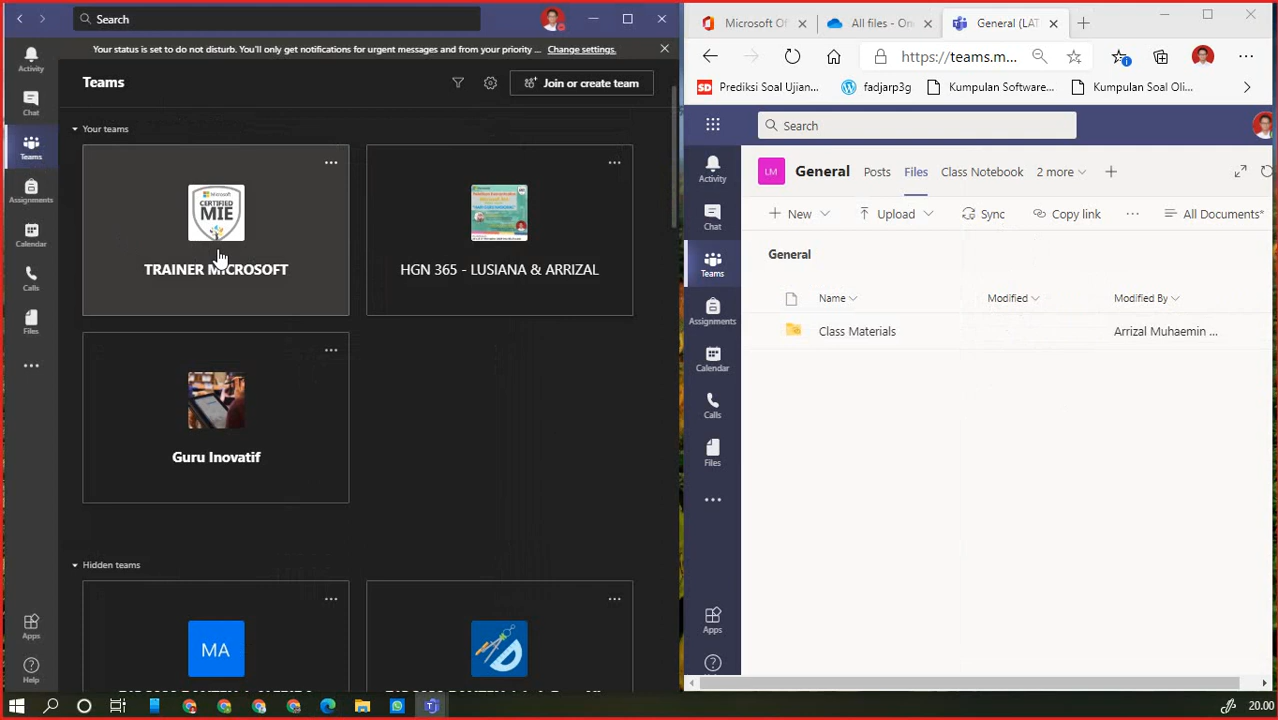 Search
Your status is set to do not disturb. You'll only get notifications for urgent messages and from your priority ... Change settings.
Activity
Chat
Teams
Assignments
Calendar
Calls
Files
Apps
Help
Teams
Join or create team
Your teams
Microsoft
CERTIFIED
MIE
TRAINER MICROSOFT
HGN 365 - LUSIANA & ARRIZAL
Guru Inovatif
Hidden teams
MA
Microsoft Of
All files - One
General (LAT
https://teams.m...
Prediksi Soal Ujian...
fadjarp3g
Kumpulan Software...
Kumpulan Soal Oli...
Search
Activity
Chat
Teams
Assignments
Calendar
Calls
Files
Apps
LM
General
Posts
Files
Class Notebook
2 more
New
Upload
Sync
Copy link
All Documents*
General
Name
Modified
Modified By
Class Materials
Arrizal Muhaemin ...
20.00